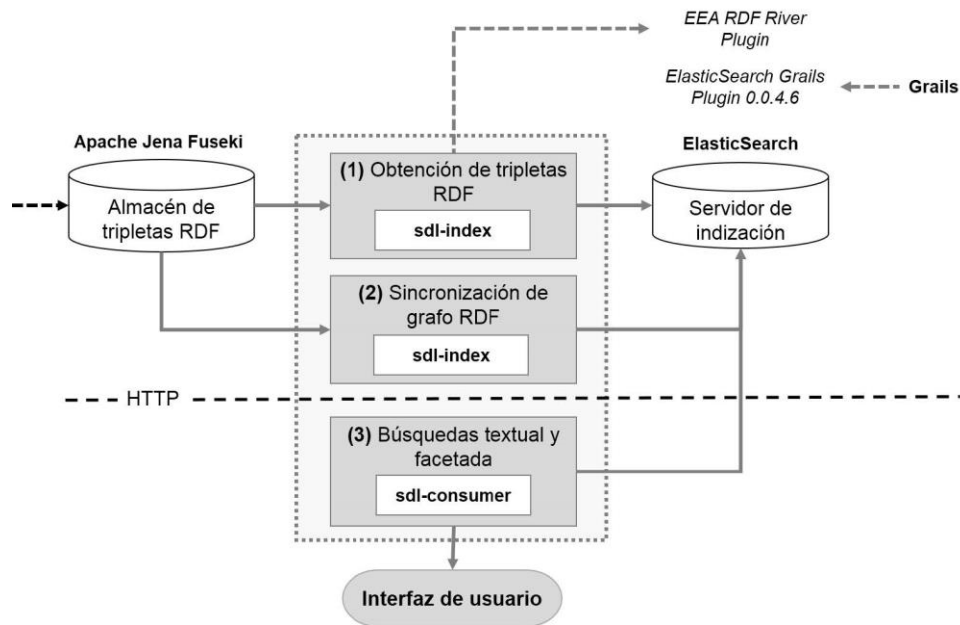 EEA RDF River
Plugin
ElasticSearch Grails
Plugin 0.0.4.6
Grails
Apache Jena Fuseki
Almacén de
tripletas RDF
(1) Obtención de tripletas
RDF
sdl-index
ElasticSearch
Servidor de
indización
(2) Sincronización de
grafo RDF
sdl-index
HTTP
(3) Búsquedas textual y
facetada
sdl-consumer
Interfaz de usuario